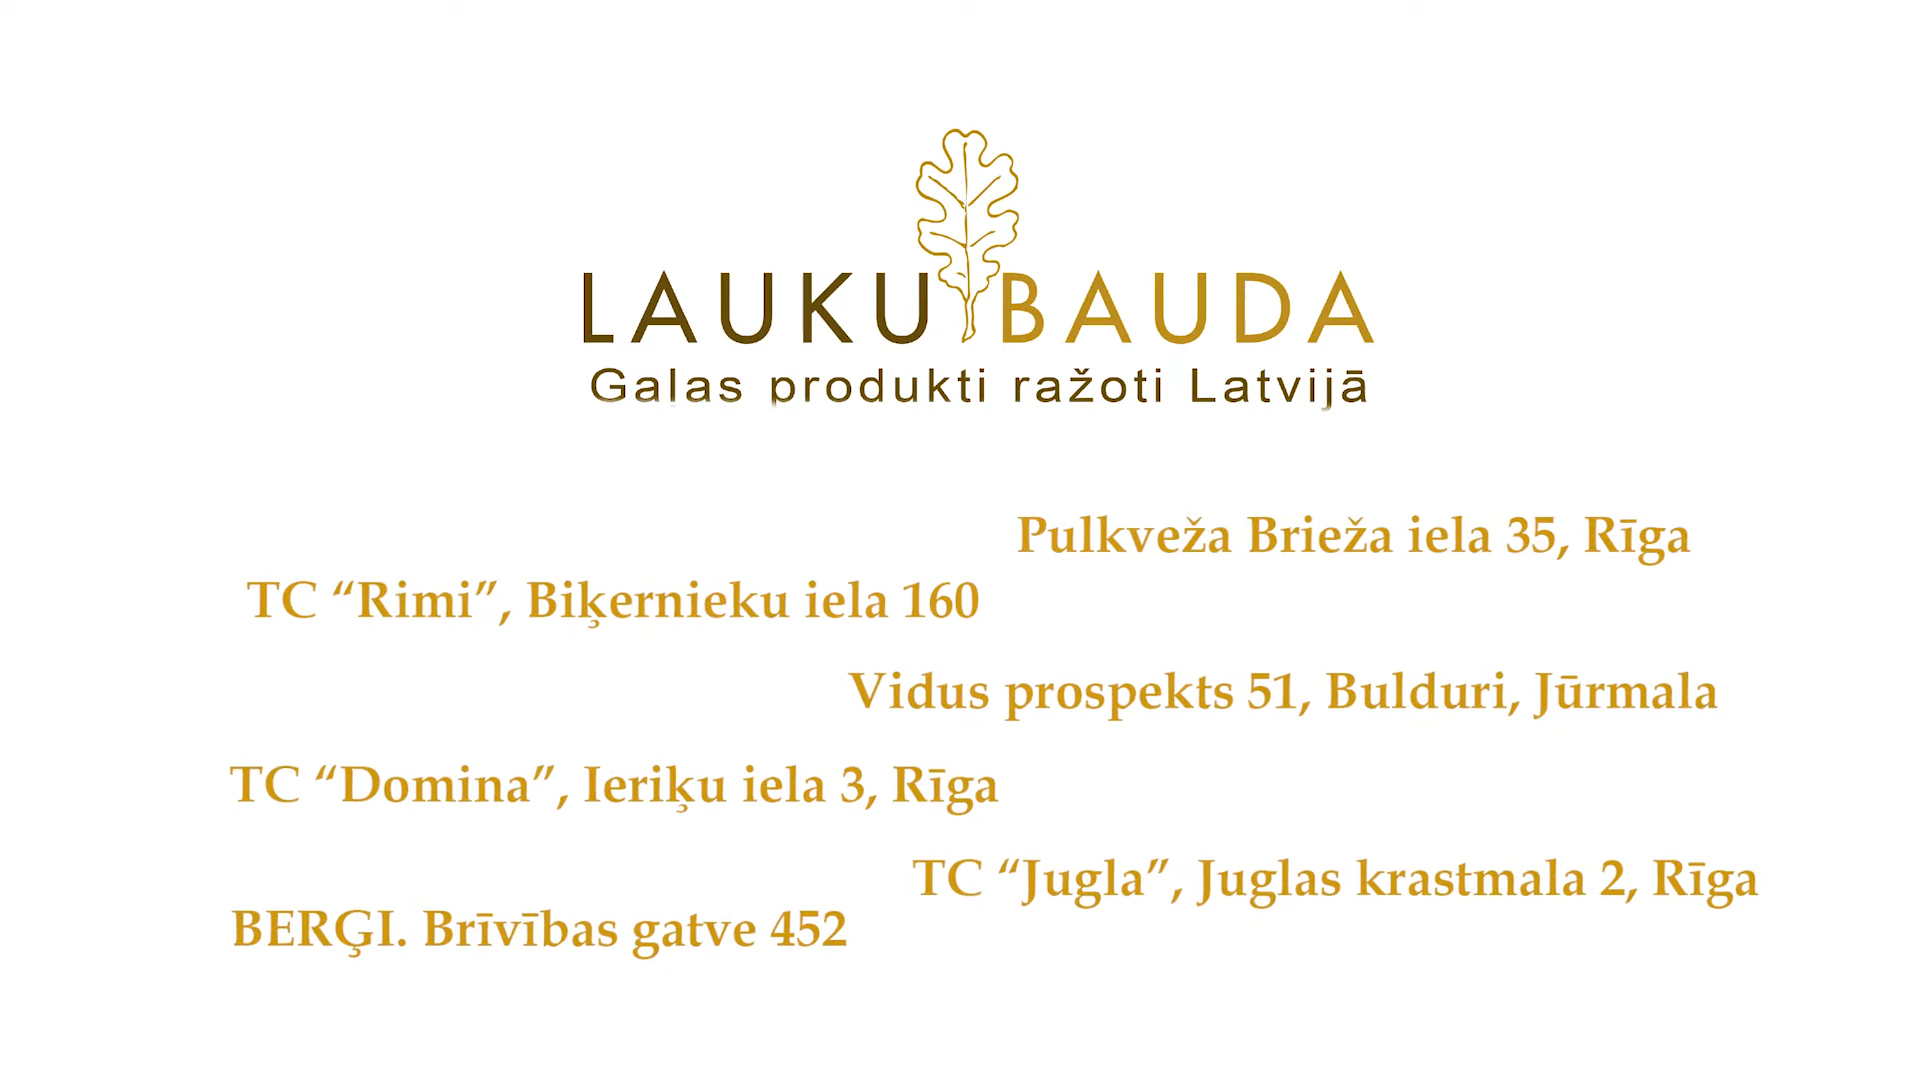 LAUKU BAUDA
Gaļas produkti ražoti Latvijā
Pulkveža Brieža iela 35, Rīga
TC “Rimi”, Biķernieku iela 160
Vidus prospekts 51, Bulduri, Jūrmala
TC “Domina”, Ieriķu iela 3, Rīga
TC “Jugla”, Juglas krastmala 2, Rīga
BERĢI. Brīvības gatve 452